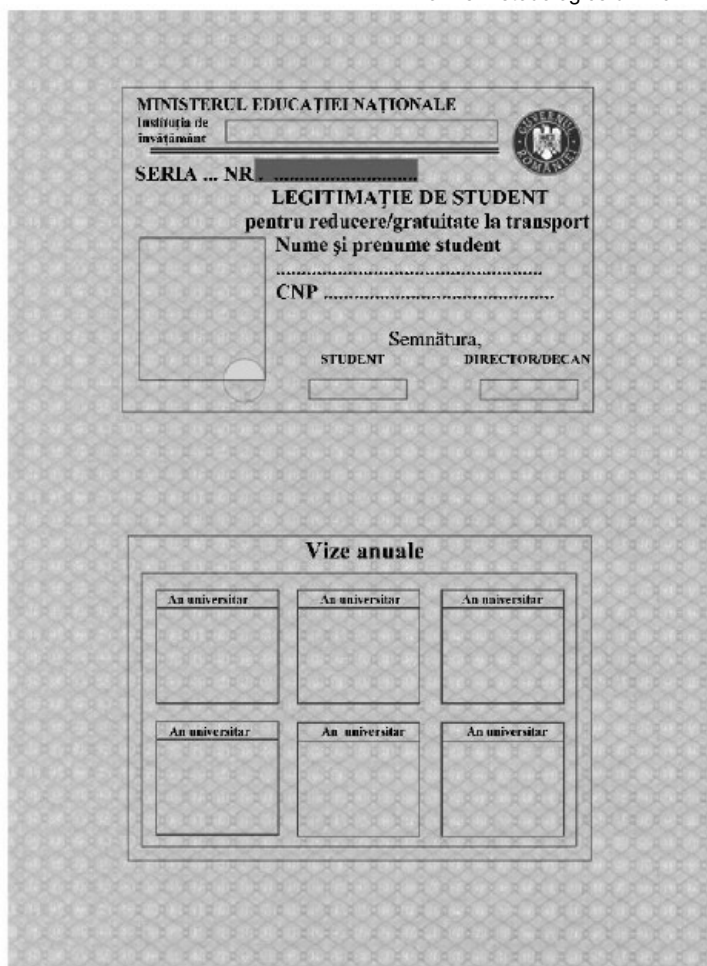 MINISTERUL EDUCAȚIEI NAȚIONALE
Instituția de
învățământ
GUVERNUL ROMÂNIEI
SERIA ... NR . ..........................
LEGITIMAȚIE DE STUDENT
pentru reducere/gratuitate la transport
Nume și prenume student
....................................................
CNP .............................................
Semnătura,
STUDENT DIRECTOR/DECAN
Vize anuale
An universitar An universitar An universitar
An universitar An universitar An universitar